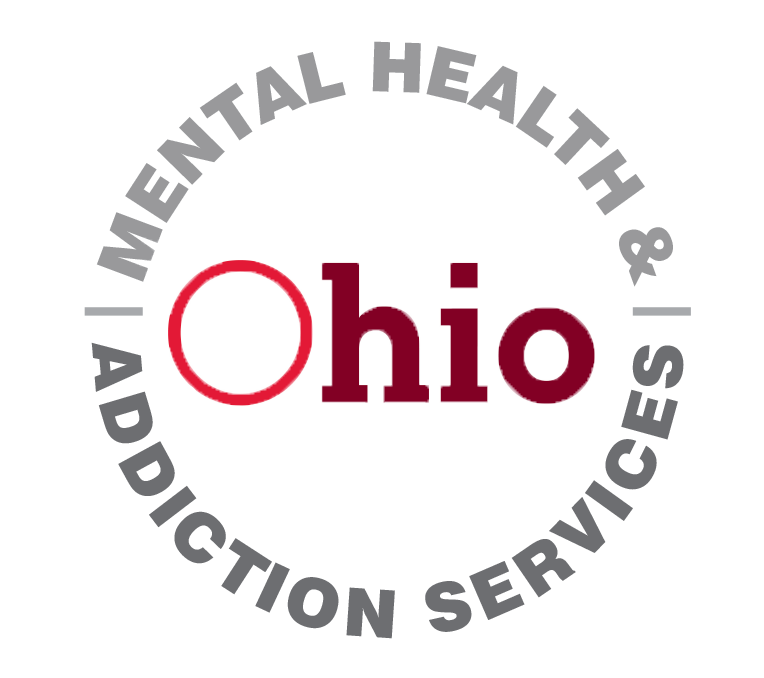 MENTAL HEALTH &
Ohio
ADDICTION SERVICES